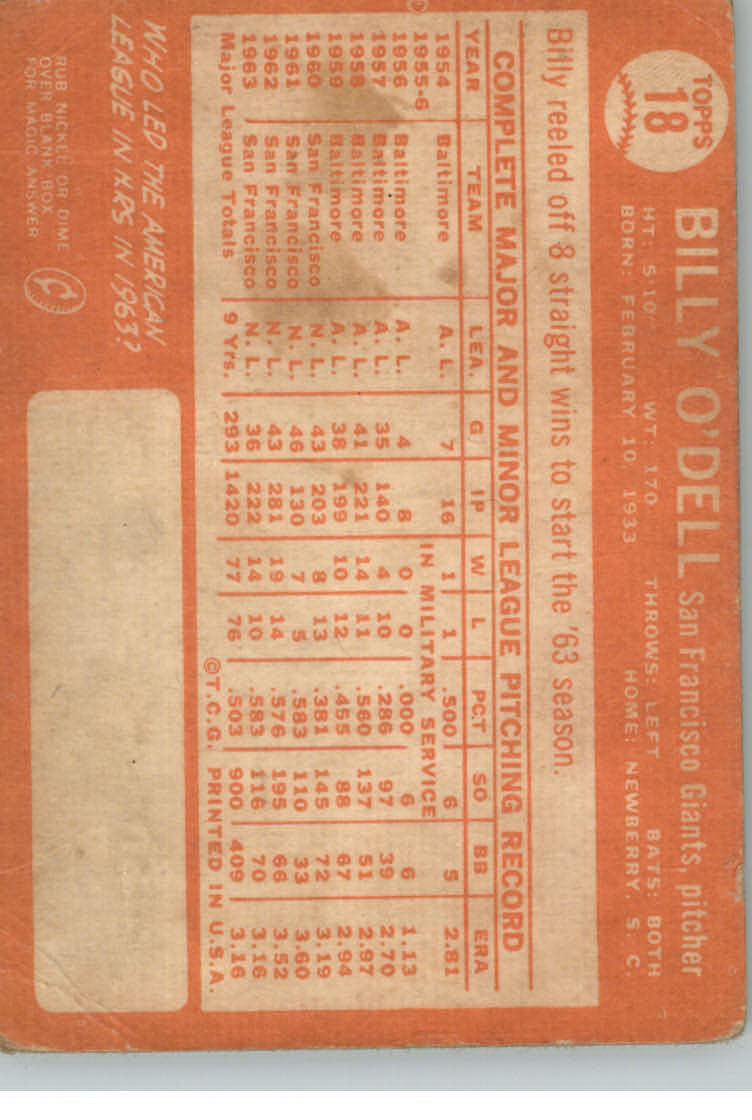 TOPPS
18
BILLY O'DELL San Francisco Giants, pitcher
HT: 5'10" WT: 170 THROWS: LEFT BATS: BOTH
BORN: FEBRUARY 10, 1933 HOME: NEWBERRY, S. C.
Billy reeled off 8 straight wins to start the '63 season.
COMPLETE MAJOR AND MINOR LEAGUE PITCHING RECORD
YEAR TEAM LEA. G IP W L PCT SO BB ERA
1954 Baltimore A. L. 7 16 1 1 .500 6 5 2.81
1955-6 IN MILITARY SERVICE
1956 Baltimore A. L. 4 8 0 0 .000 6 6 1.13
1957 Baltimore A. L. 35 140 4 10 .286 97 39 2.70
1958 Baltimore A. L. 41 221 14 11 .560 137 51 2.97
1959 Baltimore A. L. 38 199 10 12 .455 88 67 2.94
1960 San Francisco N. L. 43 203 8 13 .381 145 72 3.19
1961 San Francisco N. L. 46 130 7 5 .583 110 33 3.60
1962 San Francisco N. L. 43 281 19 14 .576 195 66 3.52
1963 San Francisco N. L. 36 222 14 10 .583 116 70 3.16
Major League Totals 9 Yrs. 293 1420 77 76 .503 900 409 3.16
©T.C.G. PRINTED IN U.S.A.
WHO LED THE AMERICAN
LEAGUE IN H.R'S IN 1963?
RUB NICKEL OR DIME
OVER BLANK BOX
FOR MAGIC ANSWER